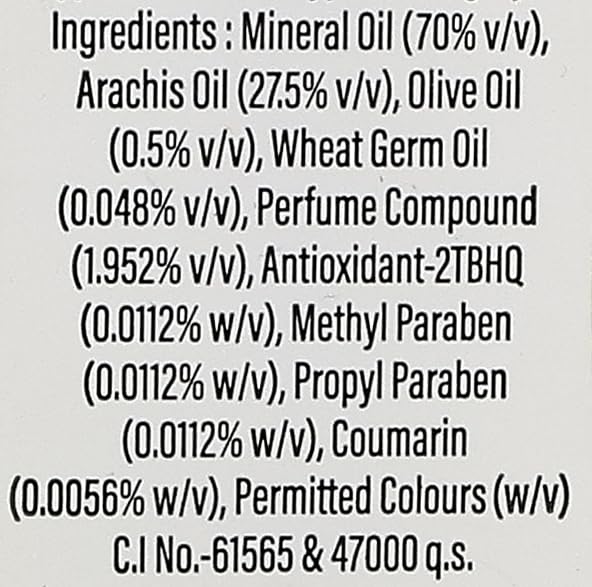 Ingredients : Mineral Oil (70% v/v),
Arachis Oil (27.5% v/v), Olive Oil
(0.5% v/v), Wheat Germ Oil
(0.048% v/v), Perfume Compound
(1.952% v/v), Antioxidant-2TBHQ
(0.0112% w/v), Methyl Paraben
(0.0112% w/v), Propyl Paraben
(0.0112% w/v), Coumarin
(0.0056% w/v), Permitted Colours (w/v)
C.I No.-61565 & 47000 q.s.